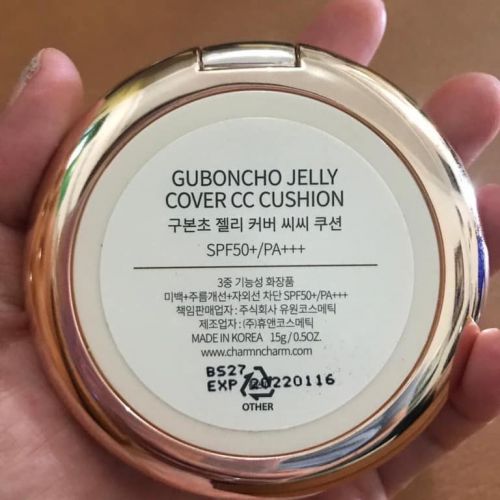 GUBONCHO JELLY
COVER CC CUSHION
구본초 젤리 커버 씨씨 쿠션
SPF50+/PA+++
3중 기능성 화장품
미백+주름개선+자외선 차단 SPF50+/PA+++
책임판매업자 : 주식회사 유원코스메틱
제조업자 : (주)휴앤코스메틱
MADE IN KOREA 15g / 0.5OZ.
www.charmncharm.com
BS27
EXP 20220116
OTHER